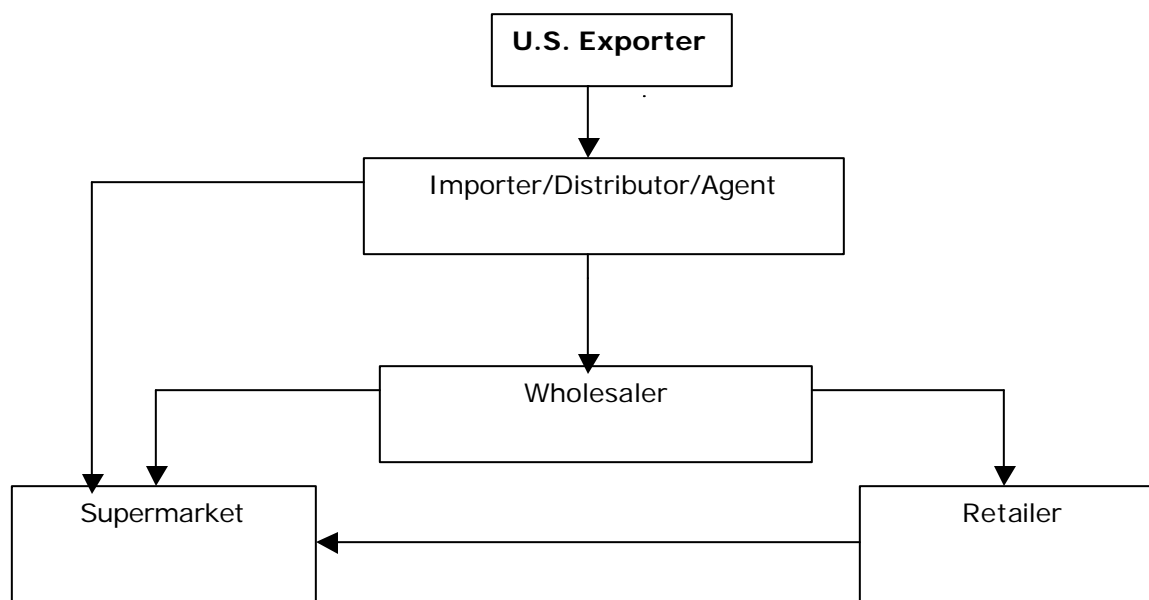 U.S. Exporter
Importer/Distributor/Agent
Wholesaler
Supermarket
Retailer